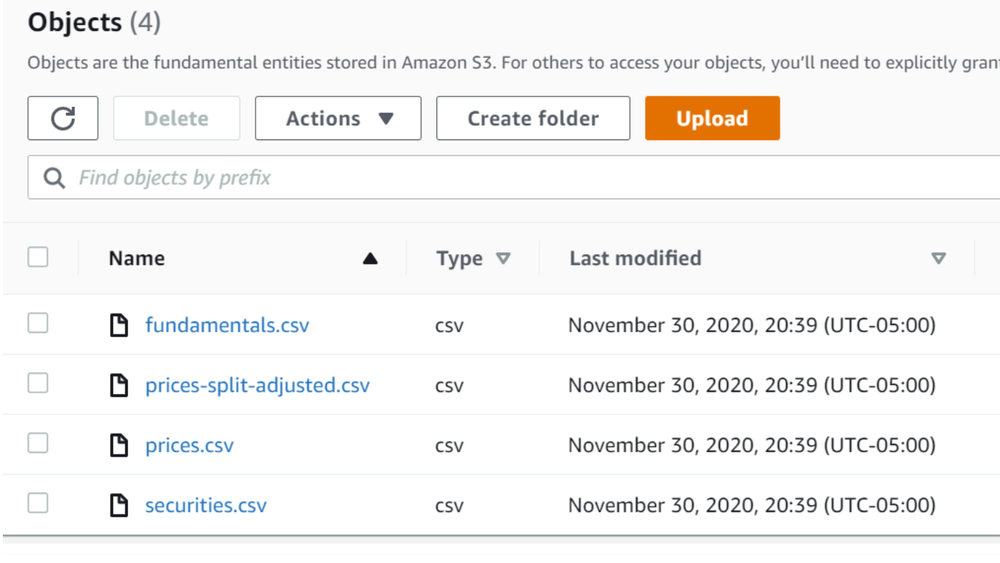 Objects (4)
Objects are the fundamental entities stored in Amazon S3. For others to access your objects, you'll need to explicitly grant
Delete Actions Create folder Upload
Find objects by prefix
Name Type Last modified
fundamentals.csv csv November 30, 2020, 20:39 (UTC-05:00)
prices-split-adjusted.csv csv November 30, 2020, 20:39 (UTC-05:00)
prices.csv csv November 30, 2020, 20:39 (UTC-05:00)
securities.csv csv November 30, 2020, 20:39 (UTC-05:00)